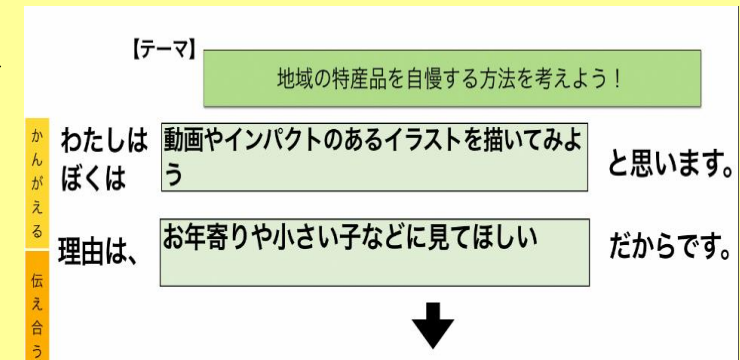 【テーマ】
地域の特産品を自慢する方法を考えよう！
かんがえる
わたしは
ぼくは
動画やインパクトのあるイラストを描いてみよ
う
と思います。
理由は、
お年寄りや小さい子などに見てほしい
だからです。
伝え合う